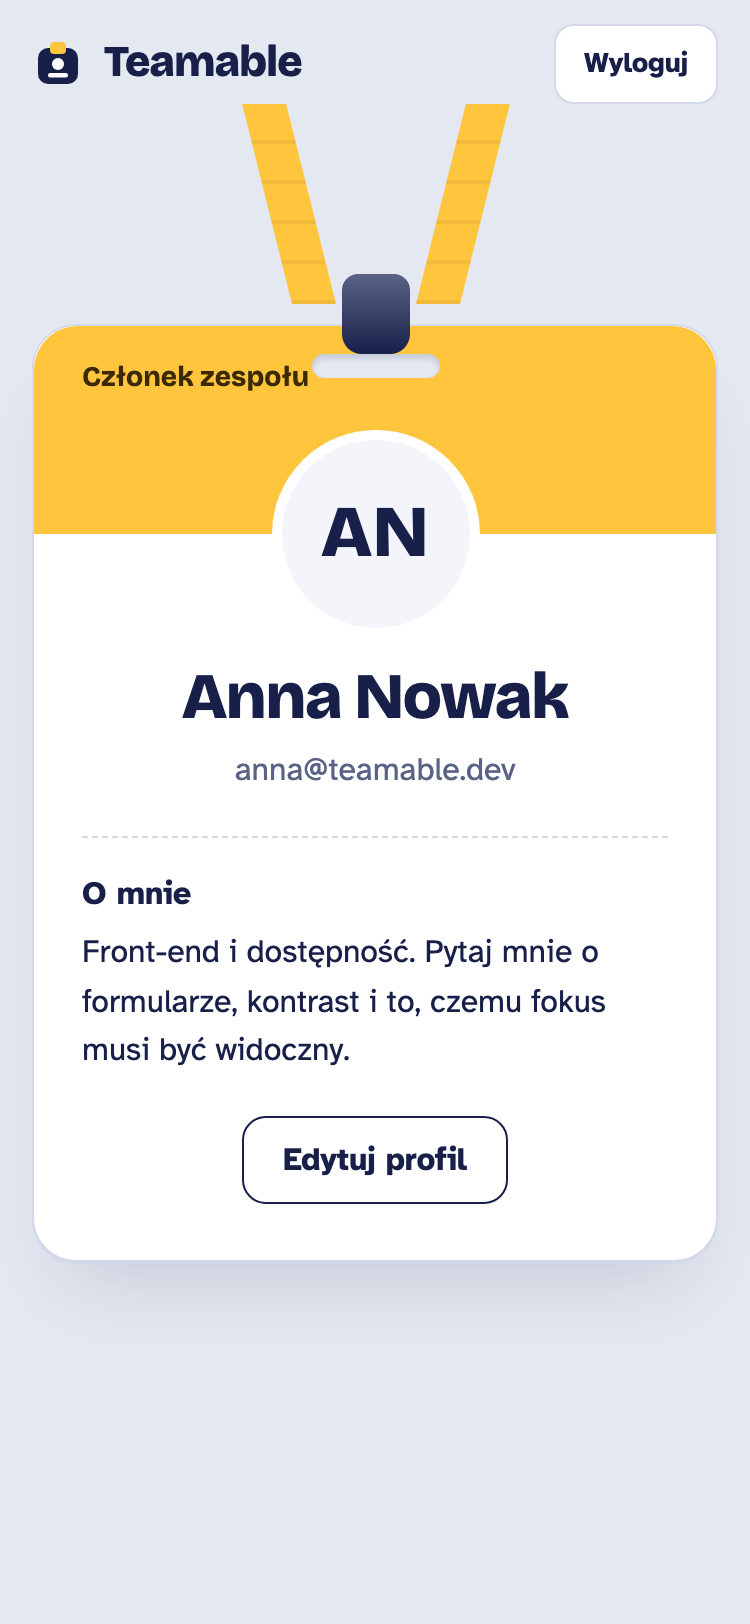 Teamable
Wyloguj
Członek zespołu
AN
Anna Nowak
anna@teamable.dev
O mnie
Front-end i dostępność. Pytaj mnie o
formularze, kontrast i to, czemu fokus
musi być widoczny.
Edytuj profil